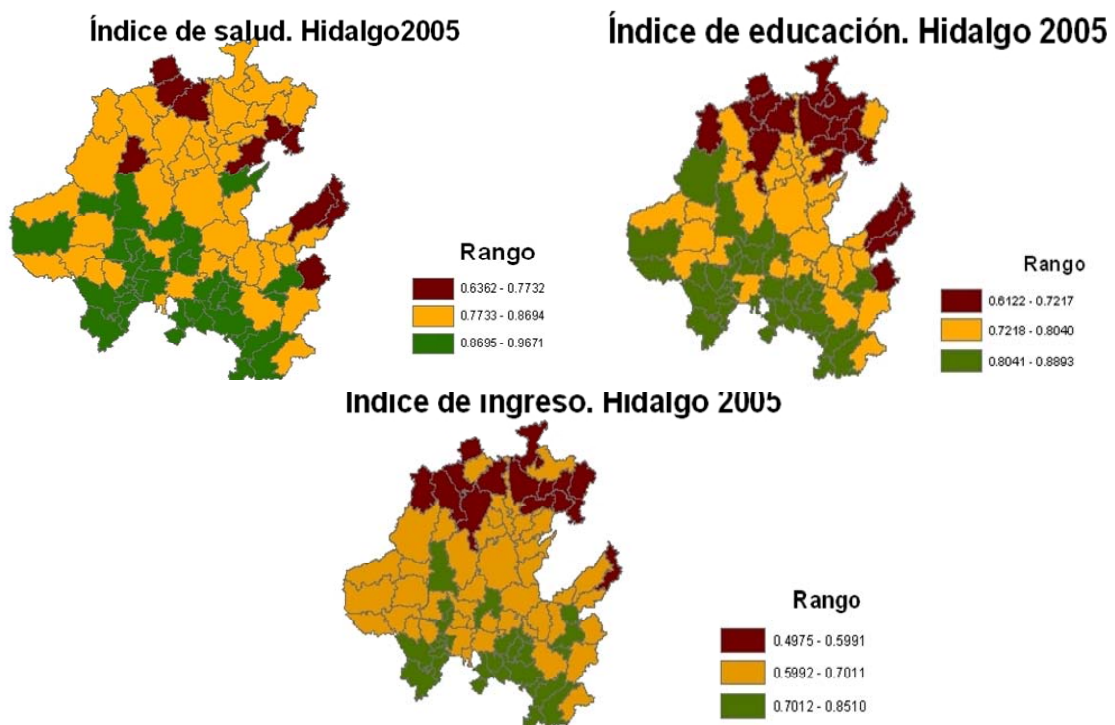 Índice de salud. Hidalgo2005
Rango
0.6362 - 0.7732
0.7733 - 0.8694
0.8695 - 0.9671
Índice de educación. Hidalgo 2005
Rango
0.6122 - 0.7217
0.7218 - 0.8040
0.8041 - 0.8893
Indice de ingreso. Hidalgo 2005
Rango
0.4975 - 0.5991
0.5992 - 0.7011
0.7012 - 0.8510